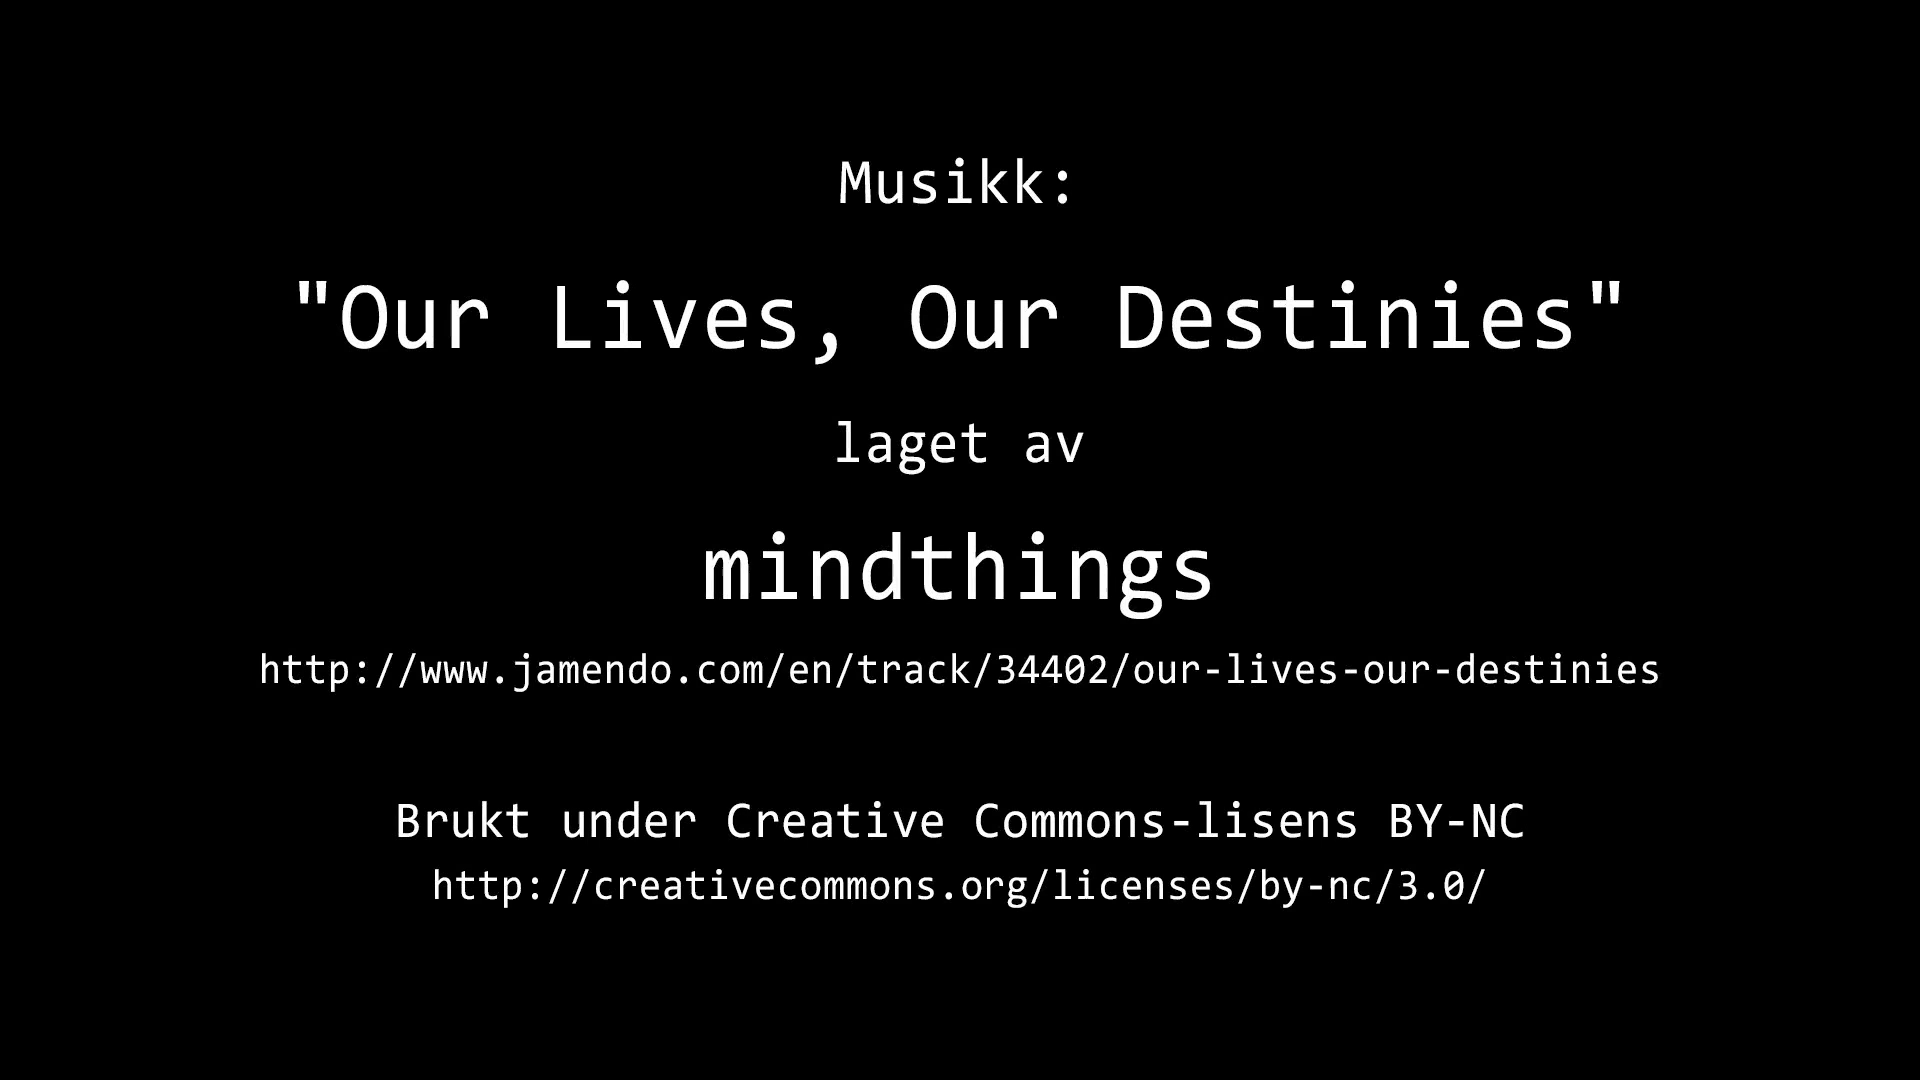 Musikk:
"Our Lives, Our Destinies"
laget av
mindthings
http://www.jamendo.com/en/track/34402/our-lives-our-destinies
Brukt under Creative Commons-lisens BY-NC
http://creativecommons.org/licenses/by-nc/3.0/